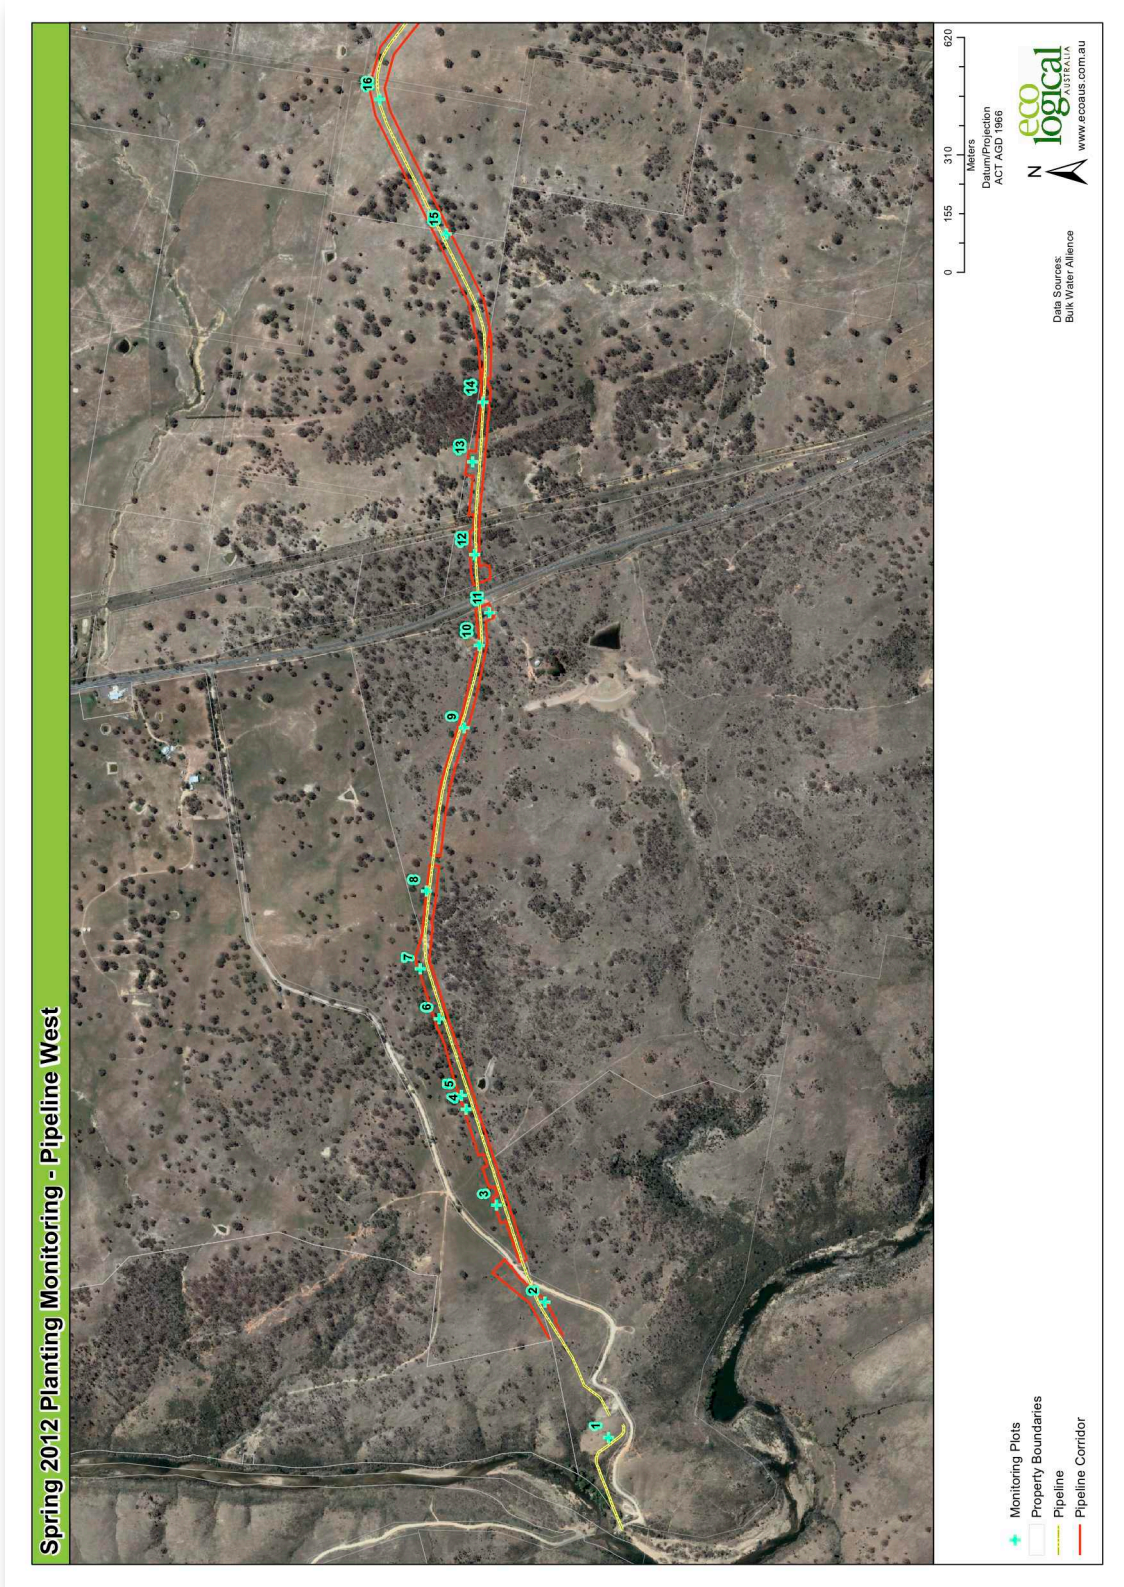 Spring 2012 Planting Monitoring - Pipeline West
1
2
3
4
5
6
7
8
9
10
11
12
13
14
15
16
Monitoring Plots
Property Boundaries
Pipeline
Pipeline Corridor
Data Sources:
Bulk Water Allience
N
0
155
310
620
Meters
Datum/Projection
ACT AGD 1966
eco
logical
AUSTRALIA
www.ecoaus.com.au